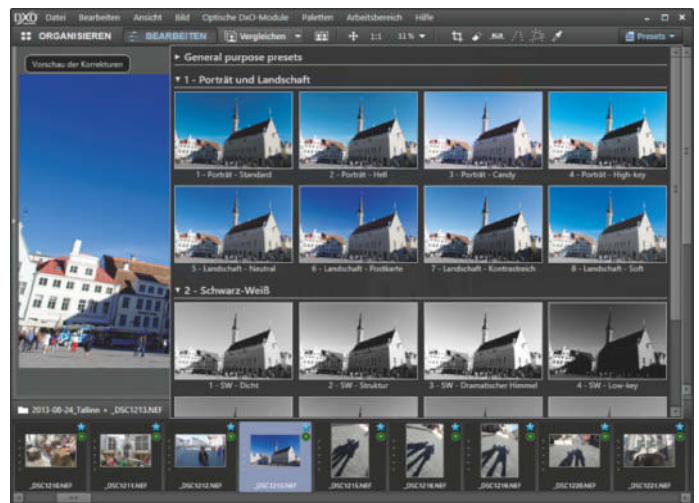 DXO Datei Bearbeiten Ansicht Bild Optische DxO-Module Paletten Arbeitsbereich Hilfe
ORGANISIEREN BEARBEITEN Vergleichen 1:1 11 % Presets
Vorschau der Korrekturen
General purpose presets
1 - Porträt und Landschaft
1 - Porträt - Standard 2 - Porträt - Hell 3 - Porträt - Candy 4 - Porträt - High-key
5 - Landschaft - Neutral 6 - Landschaft - Postkarte 7 - Landschaft - Kontrastreich 8 - Landschaft - Soft
2 - Schwarz-Weiß
1 - SW - Dicht 2 - SW - Struktur 3 - SW - Dramatischer Himmel 4 - SW - Low-key
2013-08-24_Tallinn • _DSC1213.NEF
_DSC1210.NEF _DSC1211.NEF _DSC1212.NEF _DSC1213.NEF _DSC1215.NEF _DSC1220.NEF _DSC1221.NEF